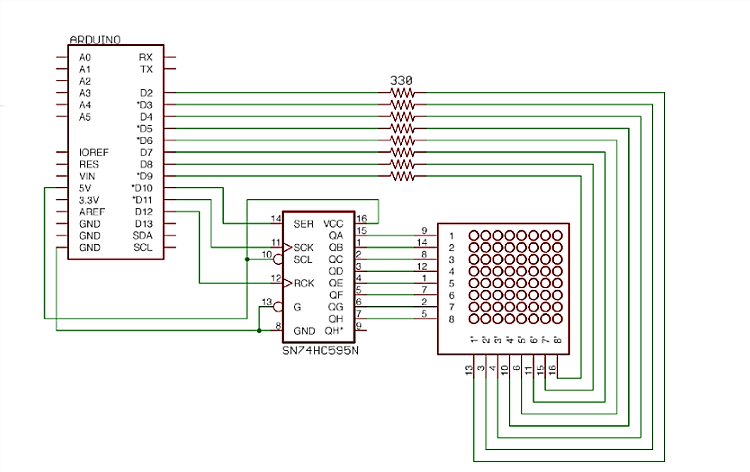 ARDUINO
A0 RX
A1 TX
A2
A3 D2
A4 *D3
A5 D4
*D5
*D6
IOREF D7
RES D8
VIN *D9
5V *D10
3.3V *D11
AREF D12
GND D13
GND SDA
GND SCL
330
14 SER VCC 16
QA 15
11 SCK QB 1
10 SCL QC 2
QD 3
12 RCK QE 4
QF 5
13 G QG 6
QH 7
8 GND QH* 9
SN74HC595N
9 1
14 2
8 3
12 4
1 5
7 6
2 7
5 8
1' 2' 3' 4' 5' 6' 7' 8'
13 3 4 10 6 11 15 16